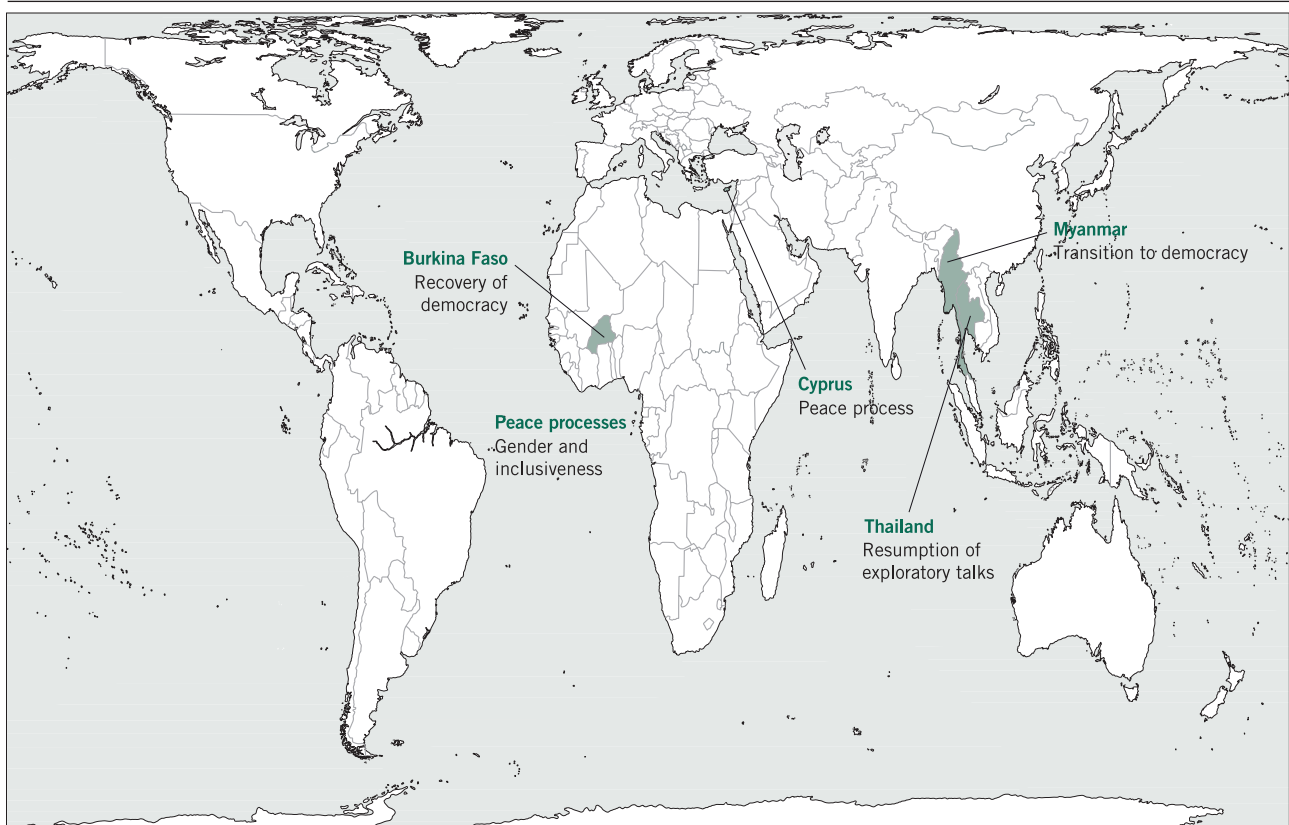 Burkina Faso
Recovery of
democracy
Peace processes
Gender and
inclusiveness
Cyprus
Peace process
Myanmar
Transition to democracy
Thailand
Resumption of
exploratory talks